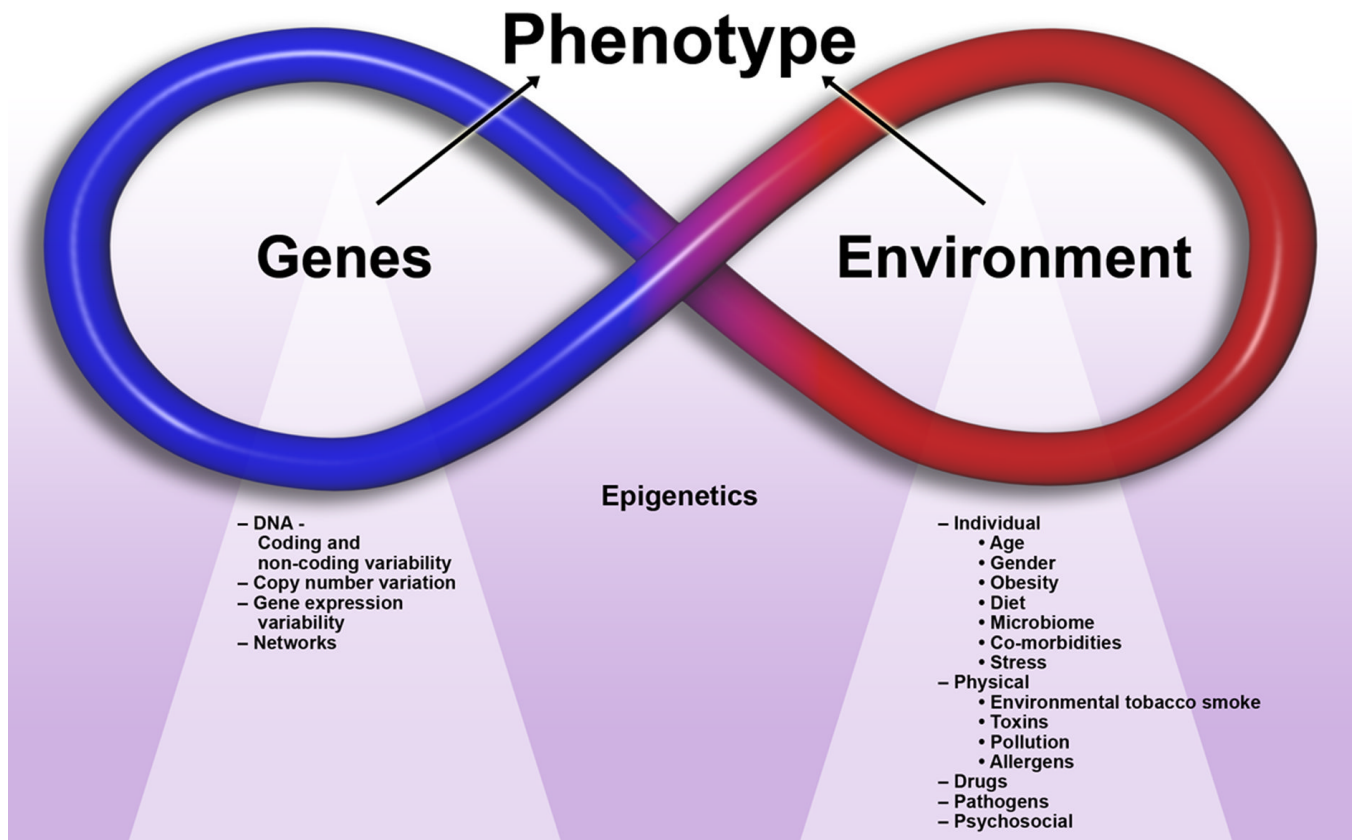 Phenotype
Genes
Environment
Epigenetics
– DNA -
Coding and
non-coding variability
– Copy number variation
– Gene expression
variability
– Networks
– Individual
• Age
• Gender
• Obesity
• Diet
• Microbiome
• Co-morbidities
• Stress
– Physical
• Environmental tobacco smoke
• Toxins
• Pollution
• Allergens
– Drugs
– Pathogens
– Psychosocial